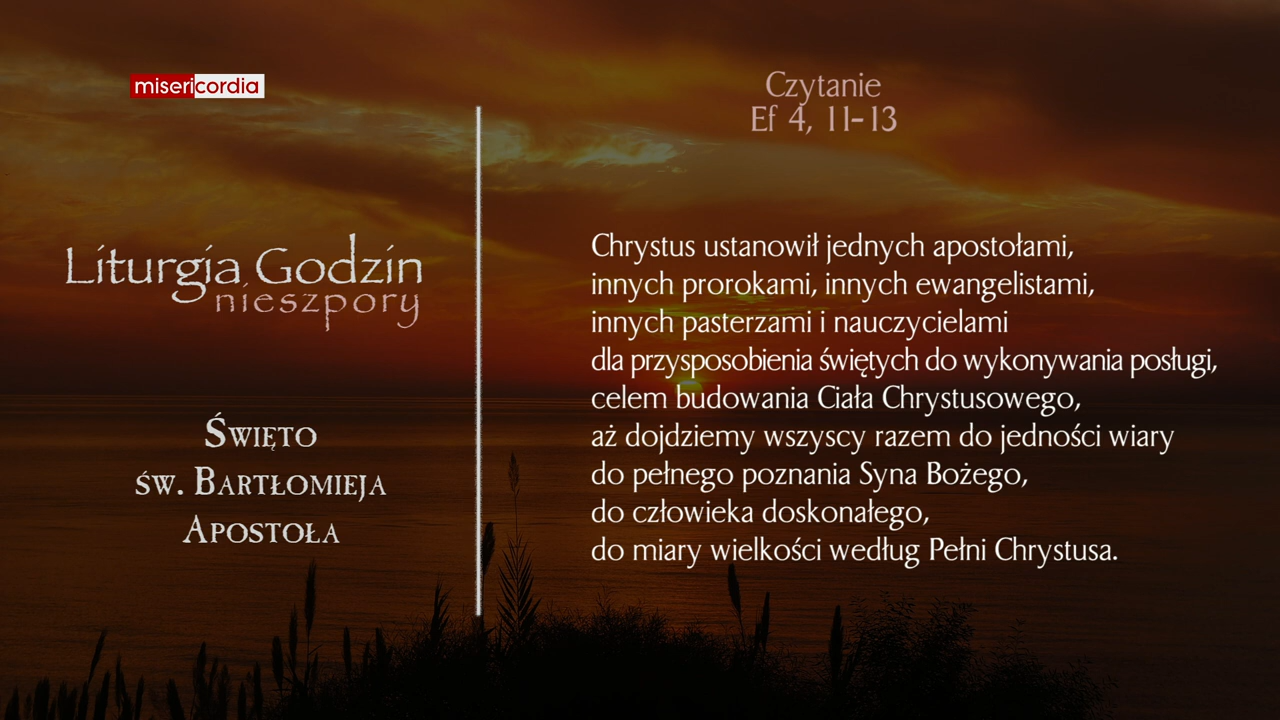 misericordia
Liturgia Godzin
nieszpory
Święto
św. Bartłomieja
Apostoła
Czytanie
Ef 4, 11-13
Chrystus ustanowił jednych apostołami,
innych prorokami, innych ewangelistami,
innych pasterzami i nauczycielami
dla przysposobienia świętych do wykonywania posługi,
celem budowania Ciała Chrystusowego,
aż dojdziemy wszyscy razem do jedności wiary
do pełnego poznania Syna Bożego,
do człowieka doskonałego,
do miary wielkości według Pełni Chrystusa.